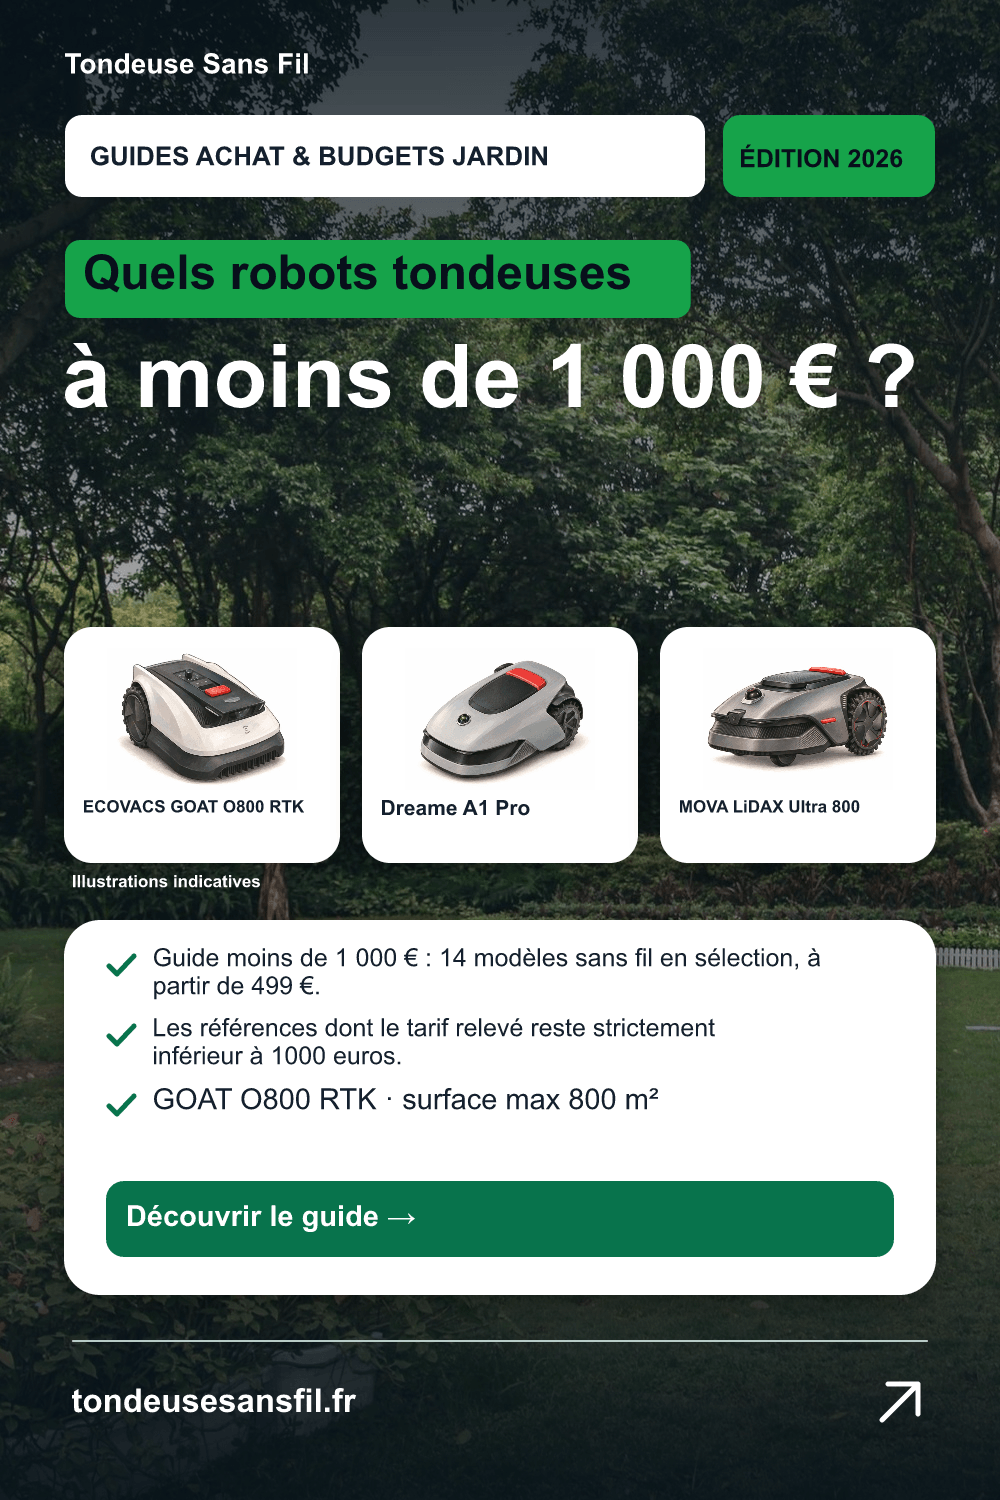 Tondeuse Sans Fil
GUIDES ACHAT & BUDGETS JARDIN
ÉDITION 2026
Quels robots tondeuses
à moins de 1 000 € ?
ECOVACS GOAT O800 RTK
Dreame A1 Pro
MOVA LiDAX Ultra 800
Illustrations indicatives
Guide moins de 1 000 € : 14 modèles sans fil en sélection, à
partir de 499 €.
Les références dont le tarif relevé reste strictement
inférieur à 1000 euros.
GOAT O800 RTK · surface max 800 m²
Découvrir le guide →
tondeusesansfil.fr